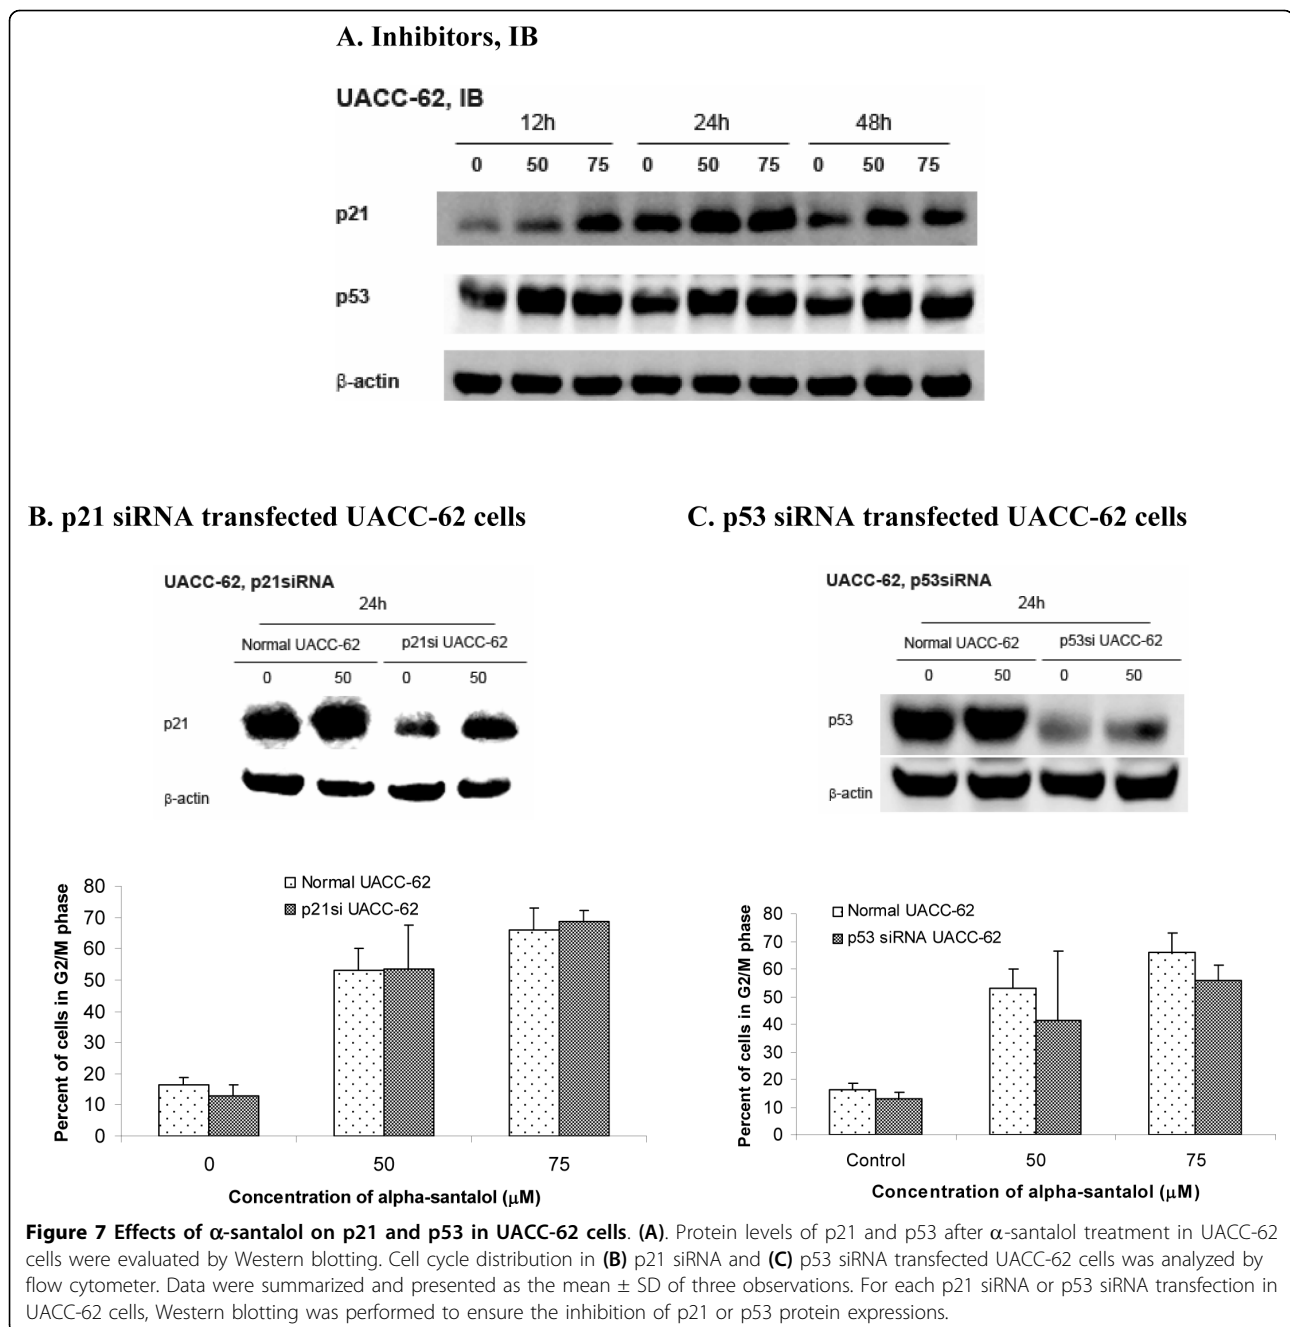 A. Inhibitors, IB
UACC-62, IB
12h 24h 48h
0 50 75 0 50 75 0 50 75
p21
p53
β-actin
B. p21 siRNA transfected UACC-62 cells
UACC-62, p21siRNA
24h
Normal UACC-62 p21si UACC-62
0 50 0 50
p21
β-actin
Percent of cells in G2/M phase
80
70
60
50
40
30
20
10
0
Normal UACC-62
p21si UACC-62
0 50 75
Concentration of alpha-santalol (μM)
C. p53 siRNA transfected UACC-62 cells
UACC-62, p53siRNA
24h
Normal UACC-62 p53si UACC-62
0 50 0 50
p53
β-actin
Percent of cells in G2/M phase
80
70
60
50
40
30
20
10
0
Normal UACC-62
p53 siRNA UACC-62
Control 50 75
Concentration of alpha-santalol (μM)
Figure 7 Effects of α-santalol on p21 and p53 in UACC-62 cells. (A). Protein levels of p21 and p53 after α-santalol treatment in UACC-62
cells were evaluated by Western blotting. Cell cycle distribution in (B) p21 siRNA and (C) p53 siRNA transfected UACC-62 cells was analyzed by
flow cytometer. Data were summarized and presented as the mean ± SD of three observations. For each p21 siRNA or p53 siRNA transfection in
UACC-62 cells, Western blotting was performed to ensure the inhibition of p21 or p53 protein expressions.